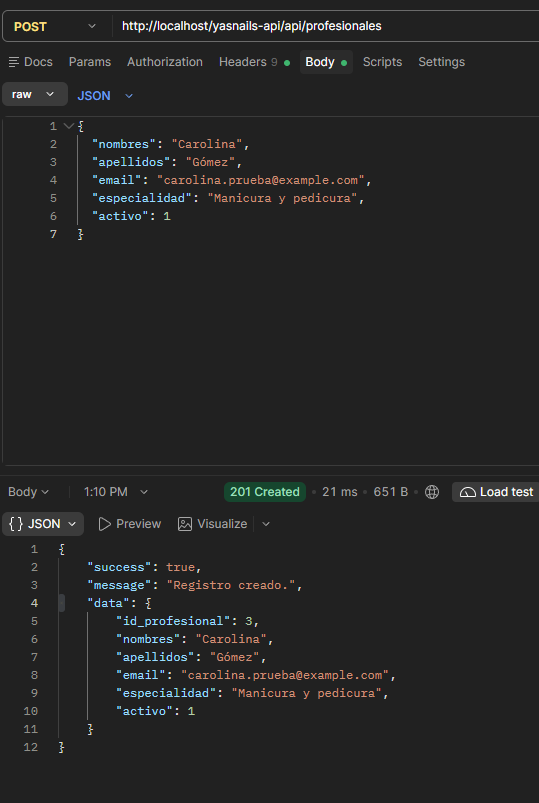 POST http://localhost/yasnails-api/api/profesionales
Docs Params Authorization Headers 9 Body Scripts Settings
raw JSON
1 {
2 "nombres": "Carolina",
3 "apellidos": "Gómez",
4 "email": "carolina.prueba@example.com",
5 "especialidad": "Manicura y pedicura",
6 "activo": 1
7 }
Body 1:10 PM 201 Created • 21 ms • 651 B • Load test
{} JSON Preview Visualize
1 {
2 "success": true,
3 "message": "Registro creado.",
4 "data": {
5 "id_profesional": 3,
6 "nombres": "Carolina",
7 "apellidos": "Gómez",
8 "email": "carolina.prueba@example.com",
9 "especialidad": "Manicura y pedicura",
10 "activo": 1
11 }
12 }